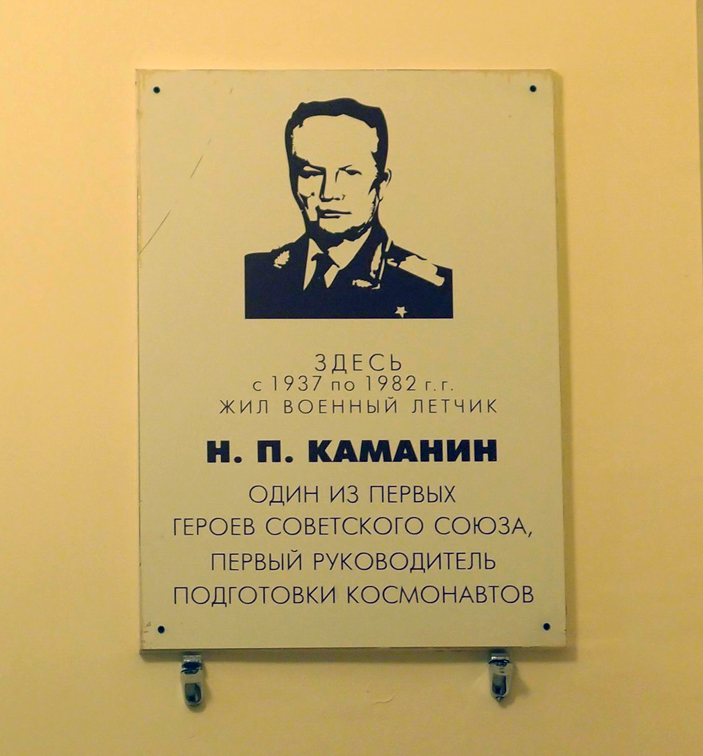 ЗДЕСЬ
с 1937 по 1982 г.г.
ЖИЛ ВОЕННЫЙ ЛЕТЧИК
Н. П. КАМАНИН
ОДИН ИЗ ПЕРВЫХ
ГЕРОЕВ СОВЕТСКОГО СОЮЗА,
ПЕРВЫЙ РУКОВОДИТЕЛЬ
ПОДГОТОВКИ КОСМОНАВТОВ